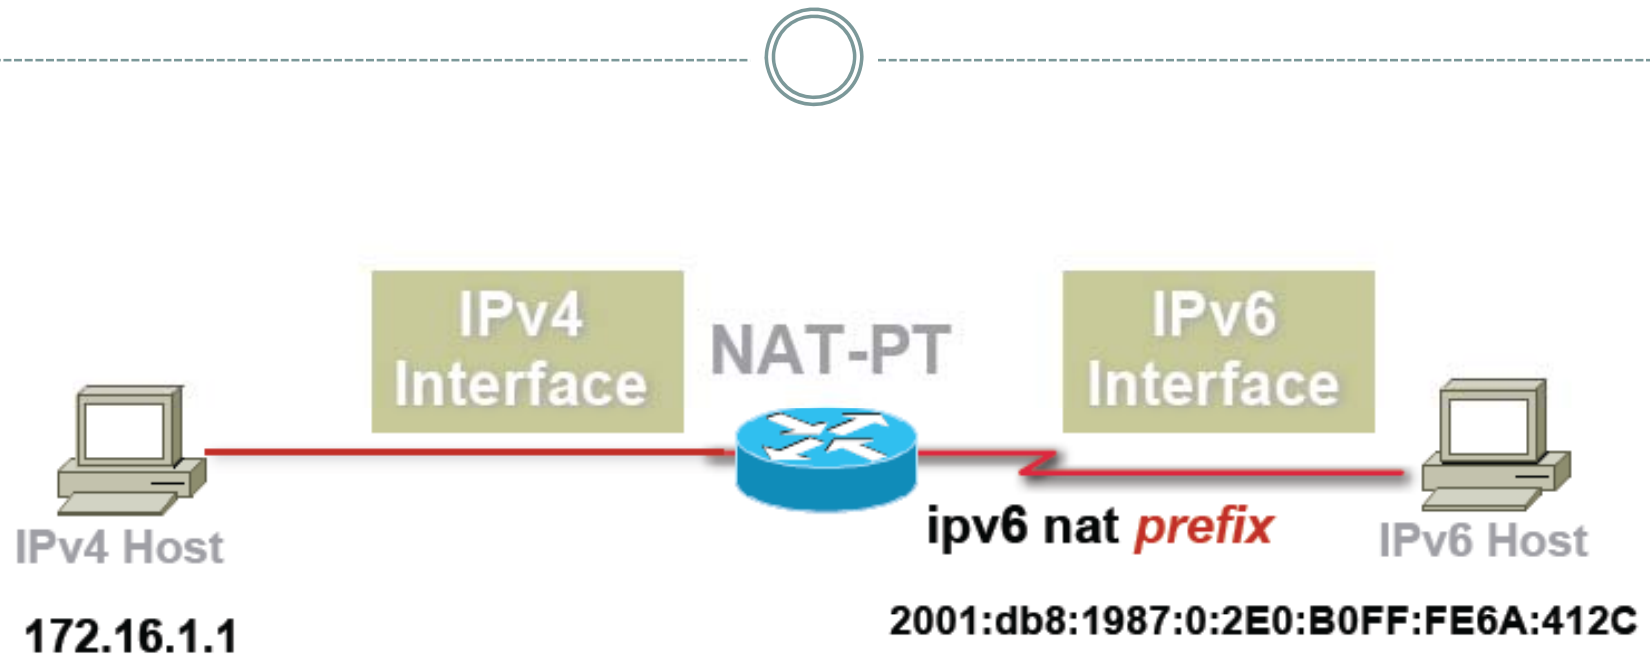 IPv4
Interface
NAT-PT
IPv6
Interface
ipv6 nat prefix
IPv4 Host
IPv6 Host
172.16.1.1
2001:db8:1987:0:2E0:B0FF:FE6A:412C